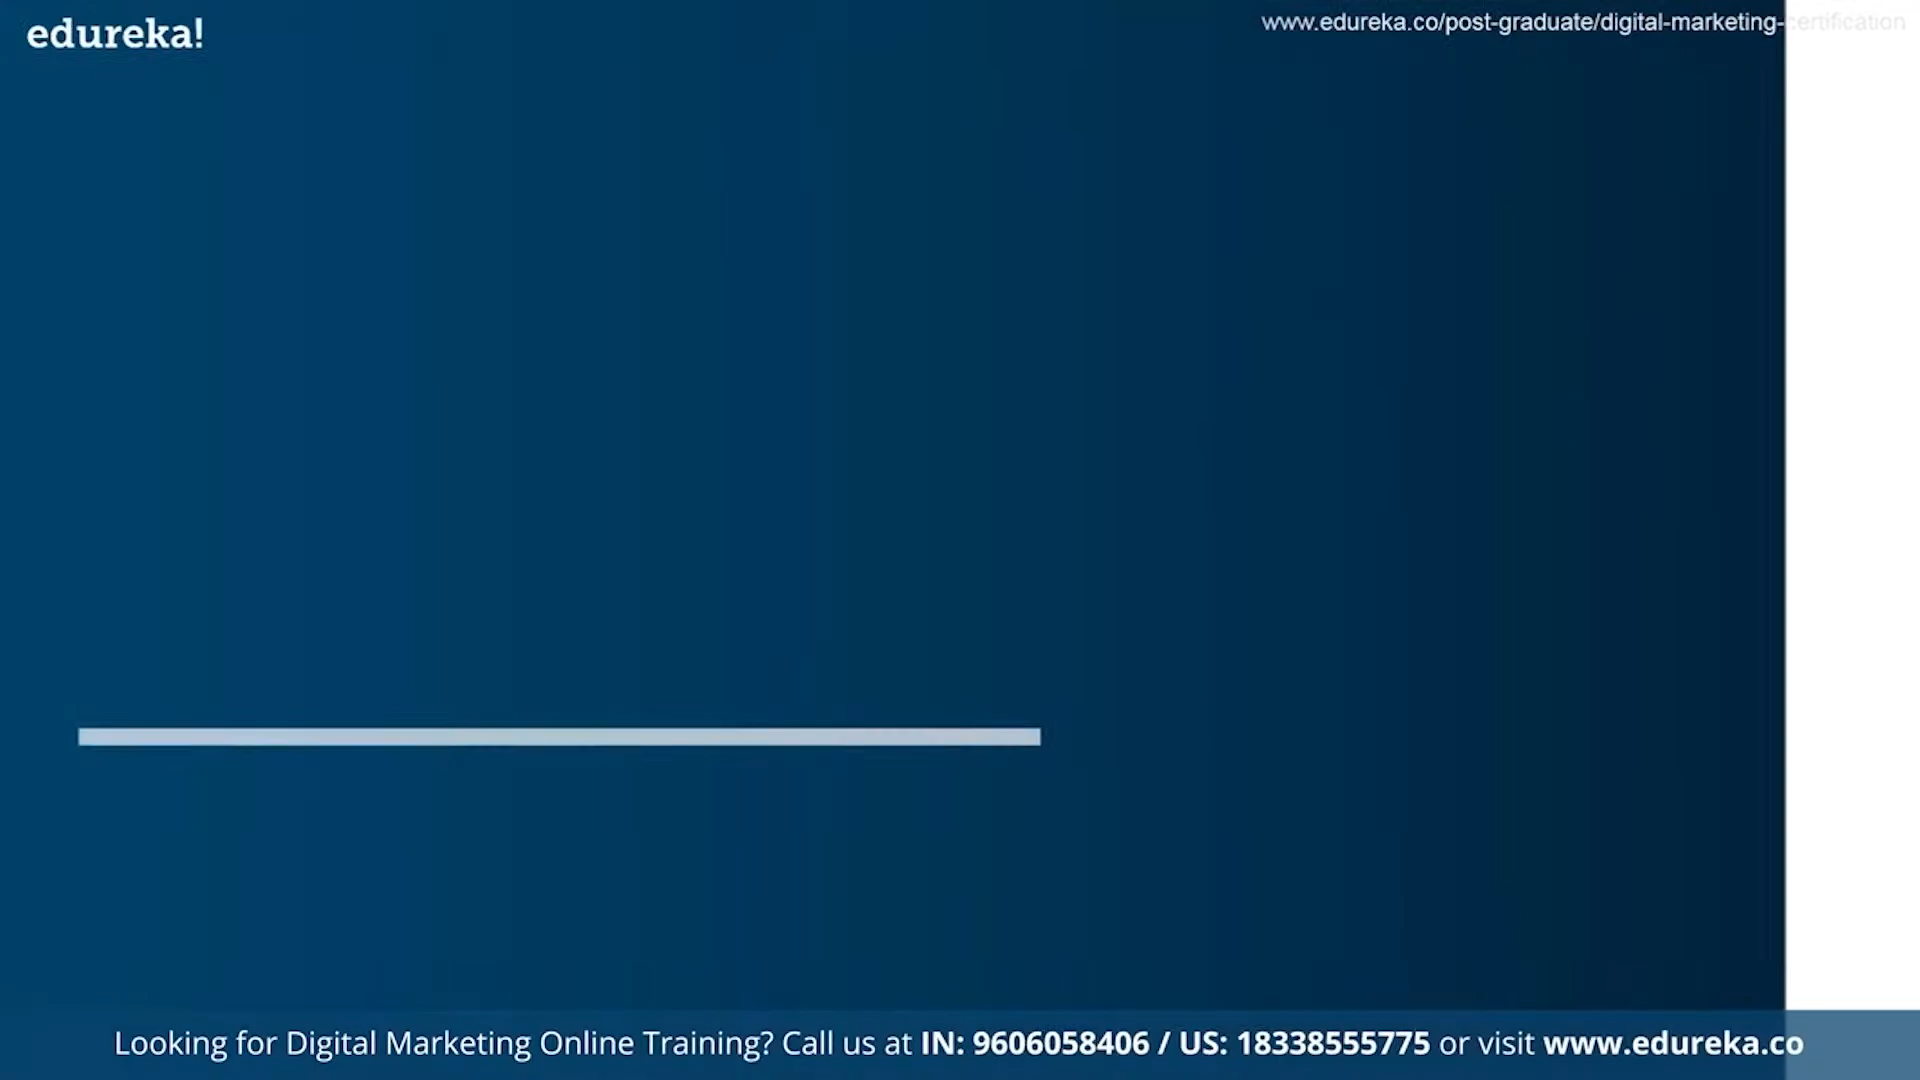 edureka!
www.edureka.co/post-graduate/digital-marketing-certification
Looking for Digital Marketing Online Training? Call us at IN: 9606058406 / US: 18338555775 or visit www.edureka.co